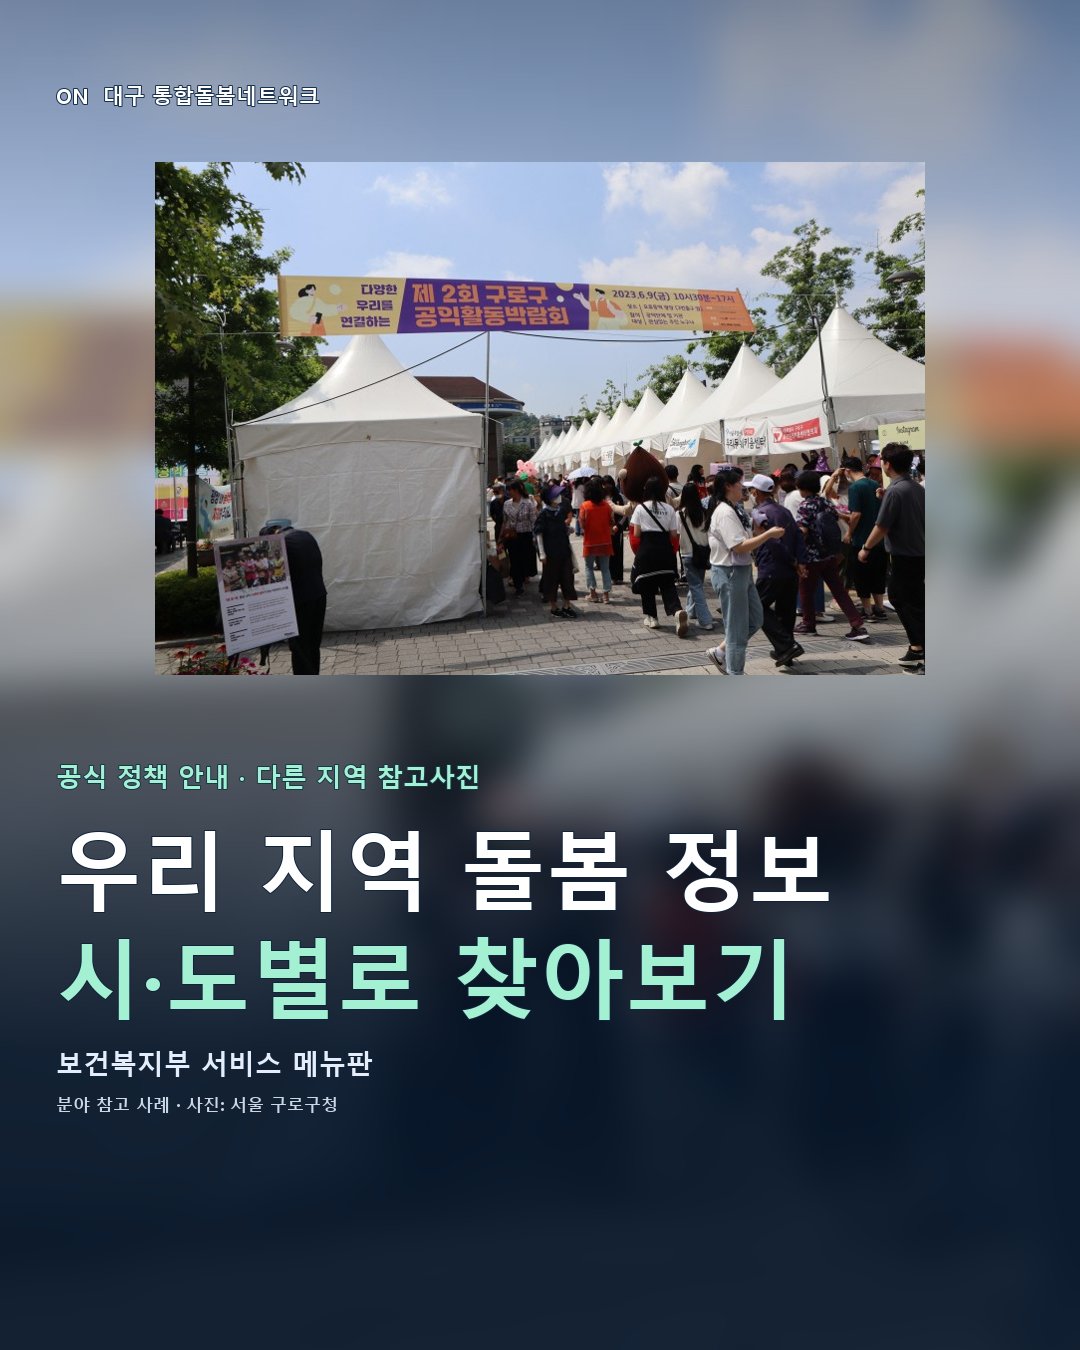 ON 대구 통합돌봄네트워크
다양한
우리를
연결하는
제 2회 구로구
공익활동박람회
2023.6.9(금) 10시30분~17시
Instagram
공식 정책 안내 · 다른 지역 참고사진
우리 지역 돌봄 정보
시·도별로 찾아보기
보건복지부 서비스 메뉴판
분야 참고 사례 · 사진: 서울 구로구청